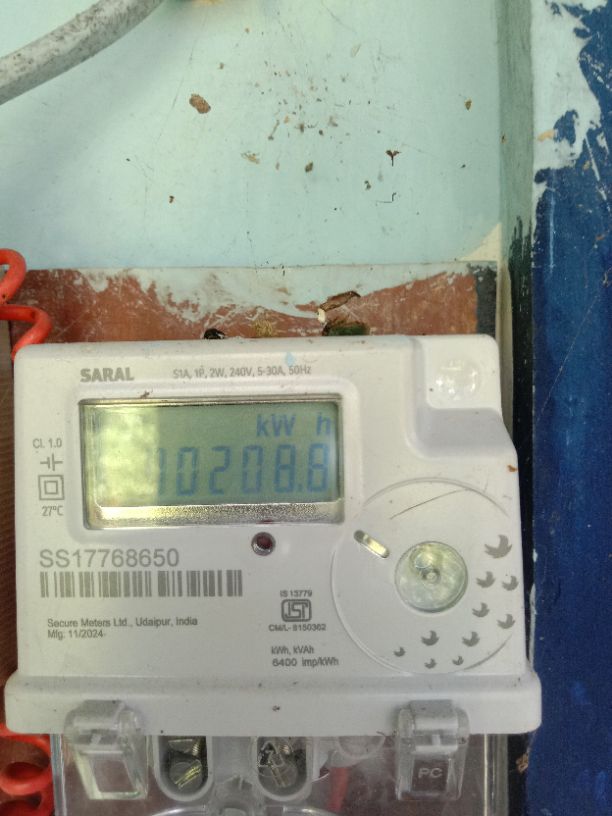 SARAL S1A, 1P, 2W, 240V, 5-30A, 50Hz
kW h
10208.8
Cl. 1.0
27°C
SS17768650
IS 13779
ISI
CM/L- 8150362
Secure Meters Ltd., Udaipur, India
Mfg: 11/2024
kWh, kVAh
6400 imp/kWh
PC